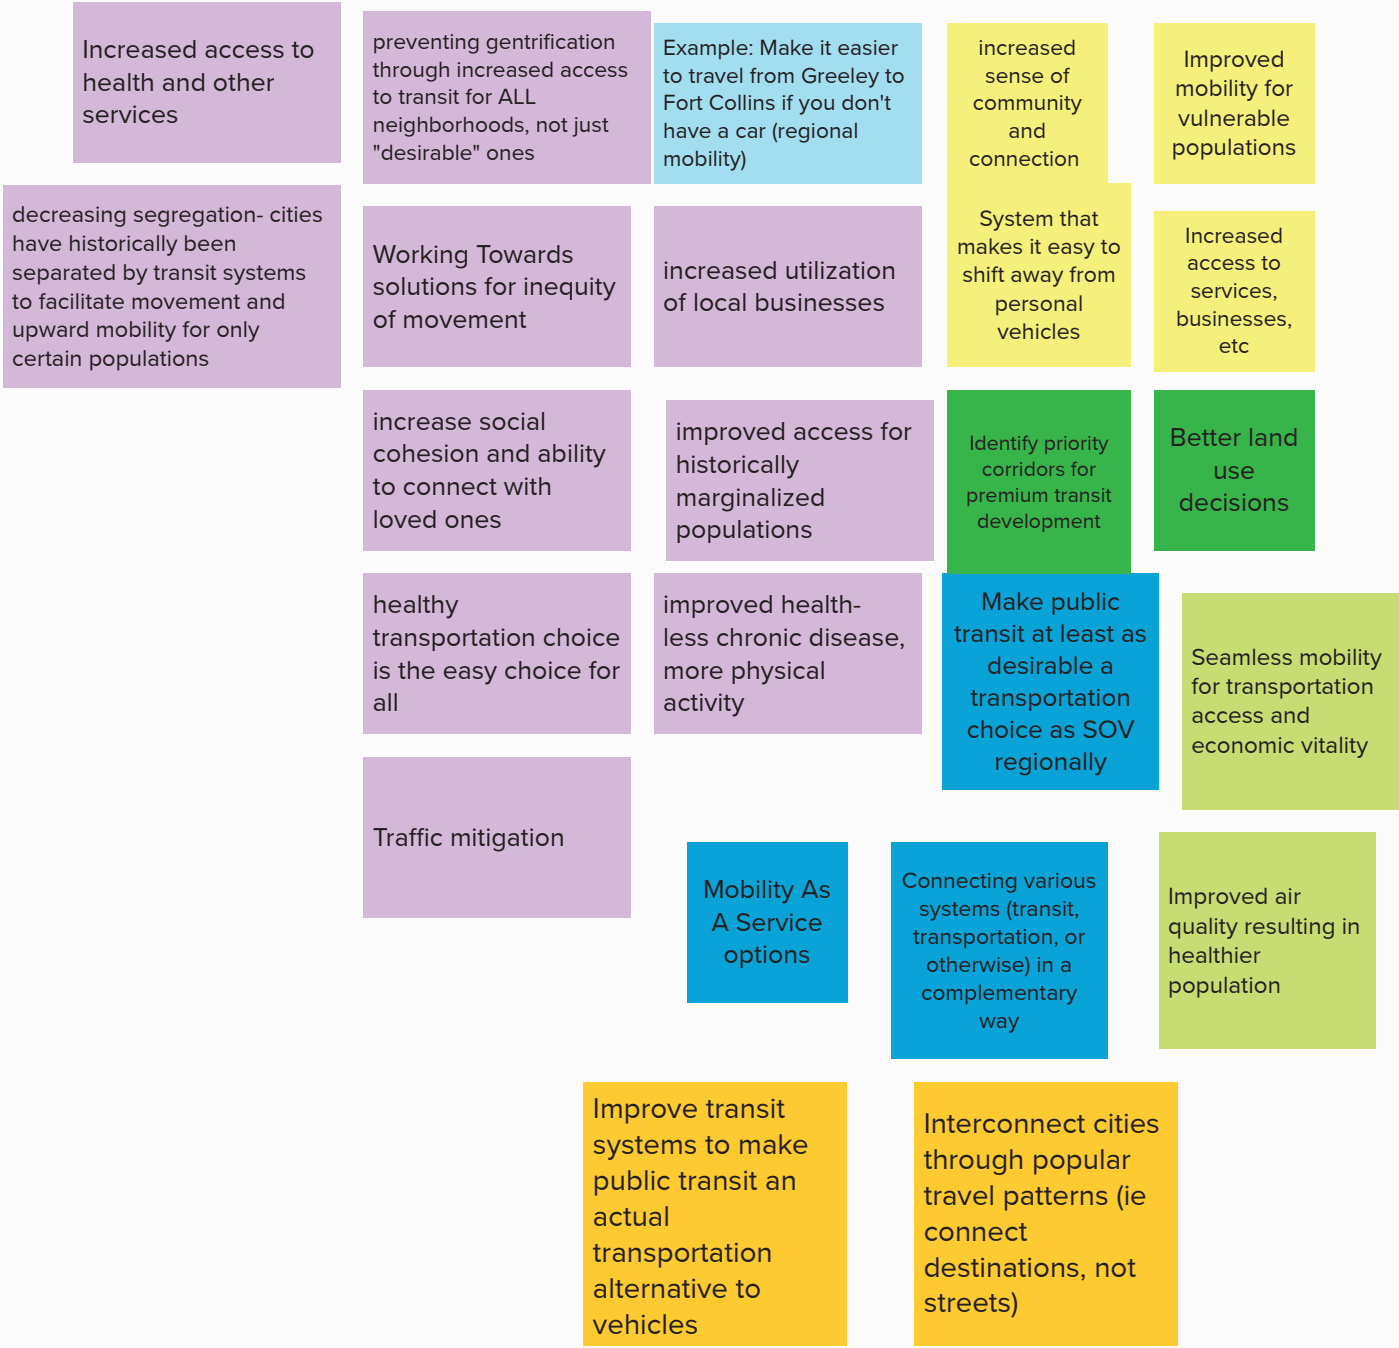 Increased access to
health and other
services
preventing gentrification
through increased access
to transit for ALL
neighborhoods, not just
"desirable" ones
Example: Make it easier
to travel from Greeley to
Fort Collins if you don't
have a car (regional
mobility)
increased
sense of
community
and
connection
Improved
mobility for
vulnerable
populations
decreasing segregation- cities
have historically been
separated by transit systems
to facilitate movement and
upward mobility for only
certain populations
Working Towards
solutions for inequity
of movement
increased utilization
of local businesses
System that
makes it easy to
shift away from
personal
vehicles
Increased
access to
services,
businesses,
etc
increase social
cohesion and ability
to connect with
loved ones
improved access for
historically
marginalized
populations
Identify priority
corridors for
premium transit
development
Better land
use
decisions
healthy
transportation choice
is the easy choice for
all
improved health-
less chronic disease,
more physical
activity
Make public
transit at least as
desirable a
transportation
choice as SOV
regionally
Seamless mobility
for transportation
access and
economic vitality
Traffic mitigation
Mobility As
A Service
options
Connecting various
systems (transit,
transportation, or
otherwise) in a
complementary
way
Improved air
quality resulting in
healthier
population
Improve transit
systems to make
public transit an
actual
transportation
alternative to
vehicles
Interconnect cities
through popular
travel patterns (ie
connect
destinations, not
streets)